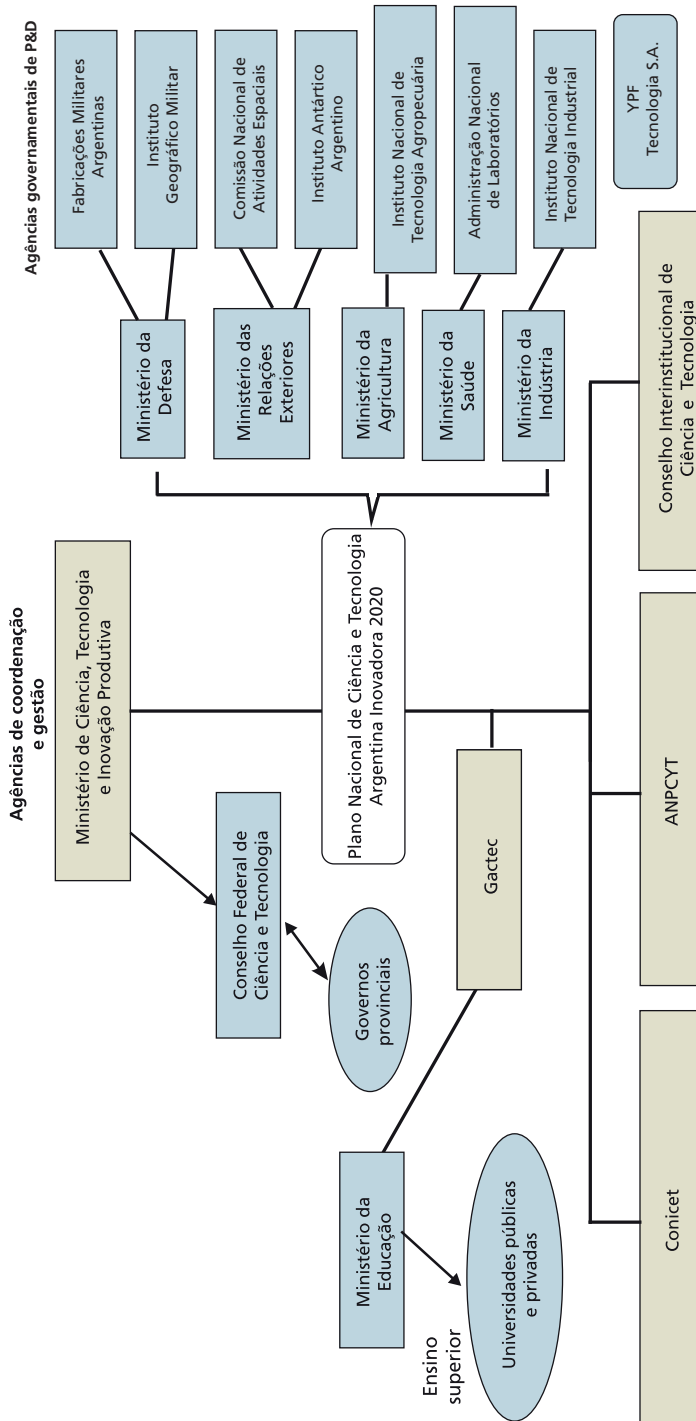 Agências de coordenação
e gestão
Ministério de Ciência, Tecnologia
e Inovação Produtiva
Conselho Federal de
Ciência e Tecnologia
Governos
provinciais
Ministério da
Educação
Ensino
superior
Universidades públicas
e privadas
Plano Nacional de Ciência e Tecnologia
Argentina Inovadora 2020
Gactec
Conicet
ANPCYT
Conselho Interinstitucional de
Ciência e Tecnologia
Agências governamentais de P&D
Ministério da
Defesa
Fabricações Militares
Argentinas
Instituto
Geográfico Militar
Ministério das
Relações
Exteriores
Comissão Nacional de
Atividades Espaciais
Instituto Antártico
Argentino
Ministério da
Agricultura
Instituto Nacional de
Tecnologia Agropecuária
Ministério da
Saúde
Administração Nacional
de Laboratórios
Ministério da
Indústria
Instituto Nacional de
Tecnologia Industrial
YPF
Tecnologia S.A.